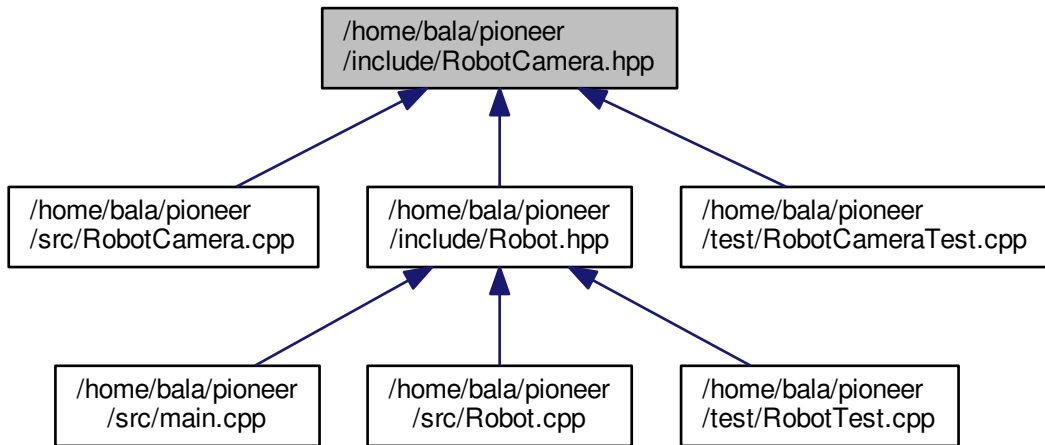 /home/bala/pioneer
/include/RobotCamera.hpp
/home/bala/pioneer
/src/RobotCamera.cpp
/home/bala/pioneer
/include/Robot.hpp
/home/bala/pioneer
/test/RobotCameraTest.cpp
/home/bala/pioneer
/src/main.cpp
/home/bala/pioneer
/src/Robot.cpp
/home/bala/pioneer
/test/RobotTest.cpp